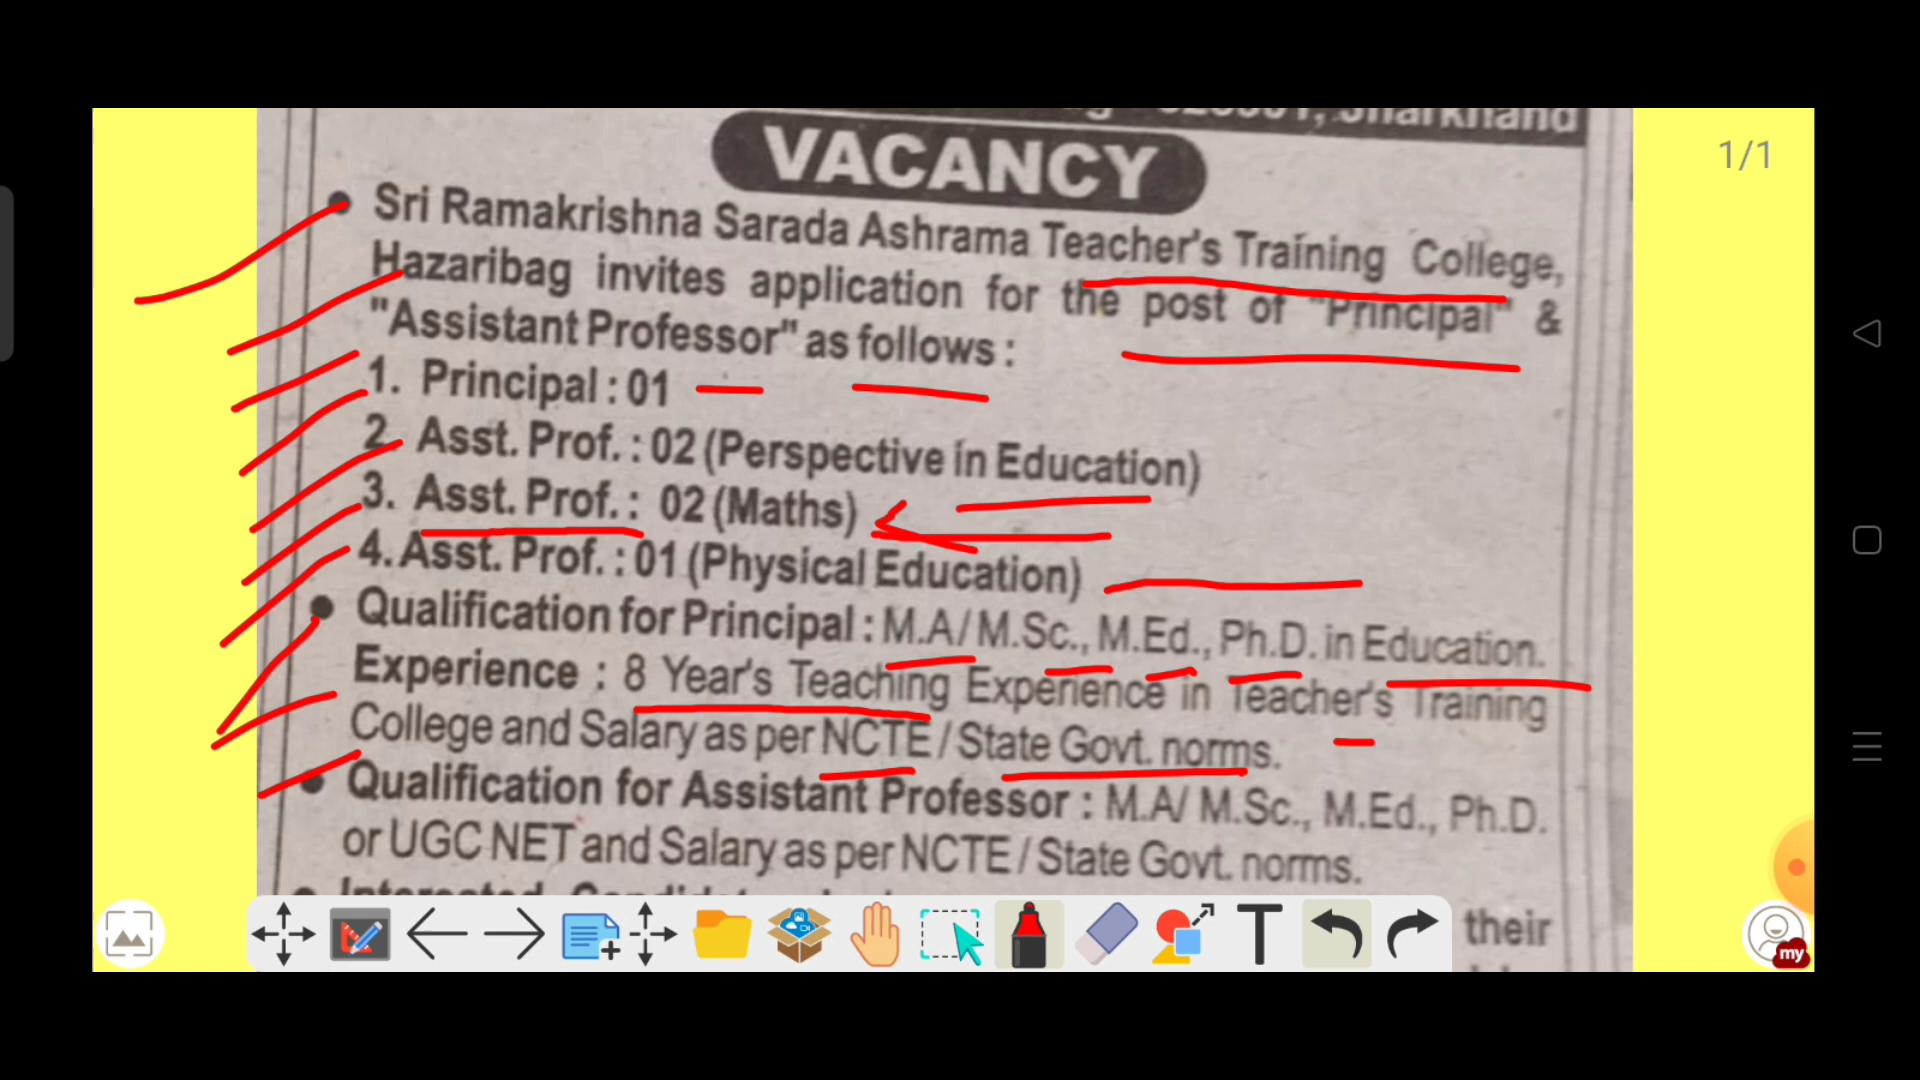 Jharkhand
VACANCY
1/1
• Sri Ramakrishna Sarada Ashrama Teacher's Training College,
Hazaribag invites application for the post of "Principal" &
"Assistant Professor" as follows :
1. Principal : 01
2. Asst. Prof. : 02 (Perspective in Education)
3. Asst. Prof. : 02 (Maths)
4. Asst. Prof. : 01 (Physical Education)
• Qualification for Principal : M.A/ M.Sc., M.Ed., Ph.D. in Education.
Experience : 8 Year's Teaching Experience in Teacher's Training
College and Salary as per NCTE / State Govt. norms.
• Qualification for Assistant Professor : M.A/ M.Sc., M.Ed., Ph.D.
or UGC NET and Salary as per NCTE / State Govt. norms.
• Interested
their
T
my